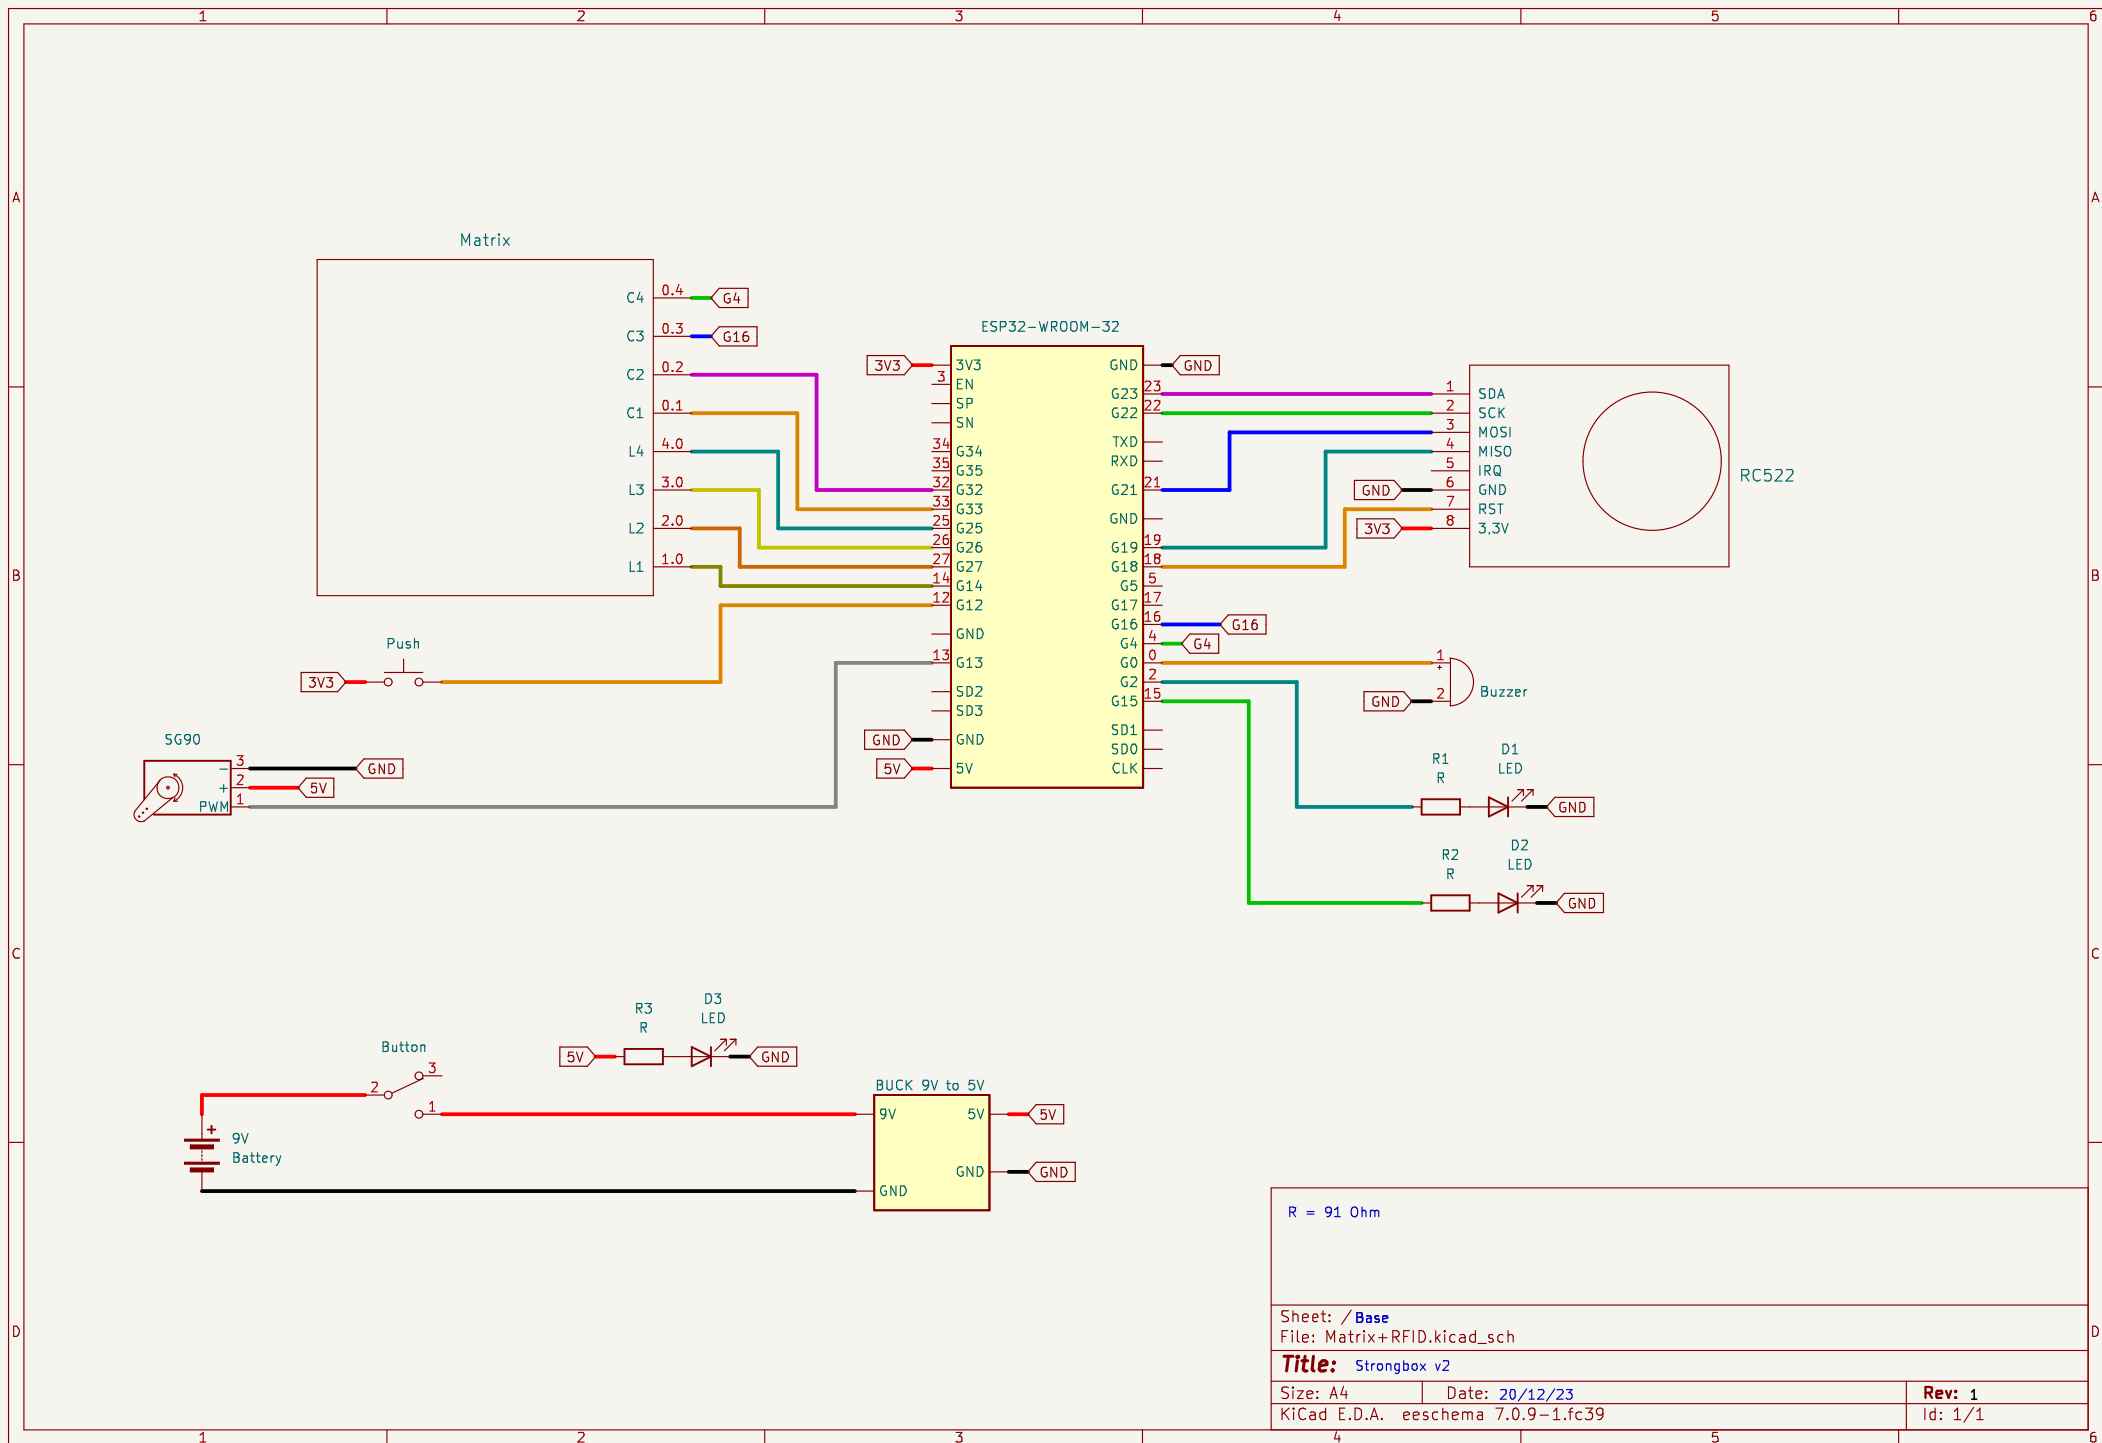 1 2 3 4 5 6
A A
Matrix
C4 0.4 G4
C3 0.3 G16
C2 0.2
C1 0.1
L4 4.0
L3 3.0
L2 2.0
L1 1.0
ESP32-WROOM-32
3V3 3V3
3 EN
SP
SN
34 G34
35 G35
32 G32
33 G33
25 G25
26 G26
27 G27
14 G14
12 G12
GND
13 G13
SD2
SD3
GND GND
5V 5V
GND GND
G23 23
G22 22
TXD
RXD
G21 21
GND
G19 19
G18 18
G5 5
G17 17
G16 16 G16
G4 4 G4
G0 0
G2 2
G15 15
SD1
SD0
CLK
1 SDA
2 SCK
3 MOSI
4 MISO
5 IRQ
GND 6 GND
7 RST
3V3 8 3,3V
RC522
B B
Push
3V3
1
+
GND 2
Buzzer
SG90
- 3 GND
+ 2 5V
PWM 1
R1
R
D1
LED
GND
R2
R
D2
LED
GND
C C
R3
R
D3
LED
5V GND
Button
2 3
1
+
9V
Battery
BUCK 9V to 5V
9V 5V 5V
GND GND
GND
R = 91 Ohm
Sheet: /Base
File: Matrix+RFID.kicad_sch
Title: Strongbox v2
Size: A4 Date: 20/12/23 Rev: 1
KiCad E.D.A. eeschema 7.0.9-1.fc39 Id: 1/1
D D
1 2 3 4 5 6